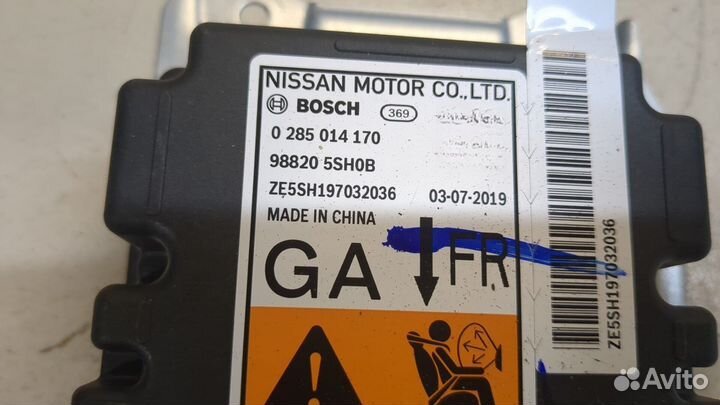 NISSAN MOTOR CO.,LTD.
BOSCH 369
0 285 014 170
98820 5SH0B
ZE5SH197032036 03-07-2019
MADE IN CHINA
GA FR
ZE5SH197032036
Avito